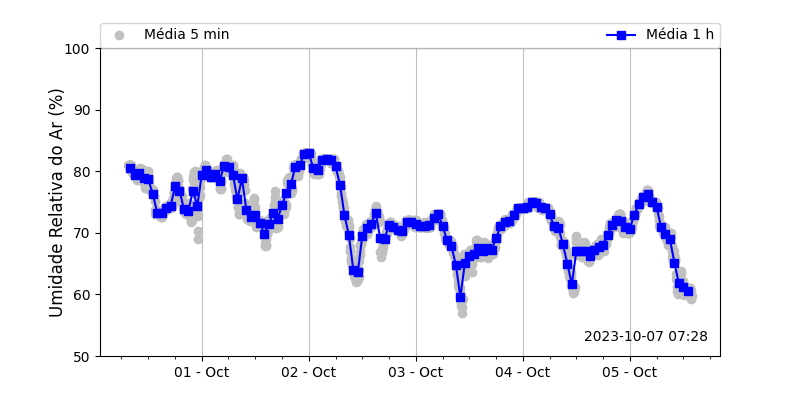 Média 5 min
Média 1 h
Umidade Relativa do Ar (%)
100
90
80
70
60
50
2023-10-07 07:28
01 - Oct
02 - Oct
03 - Oct
04 - Oct
05 - Oct